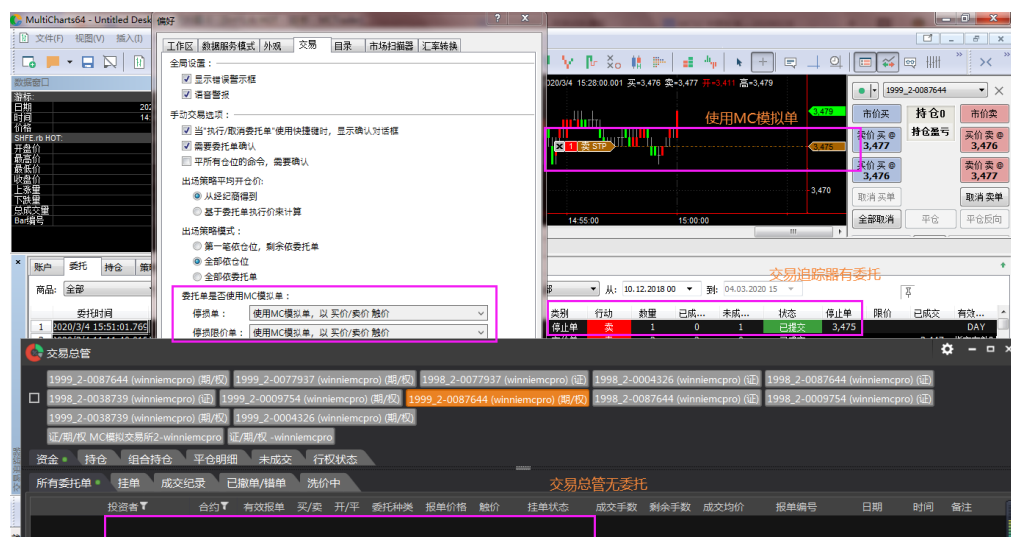 MultiCharts64 - Untitled Desk
偏好
文件(F) 视图(V) 插入(I)
工作区 数据服务模式 外观 交易 目录 市场扫描器 汇率转换
全局设置：
显示错误警示框
语音警报
手动交易选项：
当"执行/取消委托单"使用快捷键时，显示确认对话框
需要委托单确认
平所有仓位的命令，需要确认
出场策略平均开仓价:
从经纪商得到
基于委托单执行价来计算
出场策略模式：
第一笔依仓位，剩余依委托单
全部依仓位
全部依委托单
委托单是否使用MC模拟单：
停损单： 使用MC模拟单，以 买价/卖价 触价
停损限价单： 使用MC模拟单，以 买价/卖价 触价
数据窗口
游标:
日期 202
时间 14:
价格
SHFE.rb HOT:
开盘价
最高价
最低价
收盘价
上涨量
下跌量
总成交量
Bar编号
020/3/4 15:28:00.001 买=3,476 卖=3,477 开=3,411 高=3,479
使用MC模拟单
3,479
1 卖 STP
3,475
3,470
14:55:00 15:00:00
1999_2-0087644
市价买 持仓0 市价卖
卖价买@ 3,477 持仓盈亏 买价卖@ 3,476
买价买@ 3,476 卖价卖@ 3,477
取消买单 取消卖单
全部取消 平仓 平仓反向
账户 委托 持仓 策略
交易追踪器有委托
商品: 全部
从: 10.12.2018 00 到: 04.03.2020 15
委托时间 类别 行动 数量 已成... 未成... 状态 停止单 限价 已成交 有效...
1 2020/3/4 15:51:01.769 停止单 卖 1 0 1 已提交 3,475 DAY
交易总管
1999_2-0087644 (winniemcpro) (期/权) 1999_2-0077937 (winniemcpro) (期/权) 1998_2-0077937 (winniemcpro) (证) 1998_2-0004326 (winniemcpro) (证) 1998_2-0087644 (winniemcpro) (证)
1998_2-0038739 (winniemcpro) (证) 1999_2-0009754 (winniemcpro) (期/权) 1999_2-0087644 (winniemcpro) (期/权) 1998_2-0087644 (winniemcpro) (证) 1998_2-0009754 (winniemcpro) (证)
1999_2-0038739 (winniemcpro) (期/权) 1999_2-0004326 (winniemcpro) (期/权)
证/期/权 MC模拟交易所2-winniemcpro 证/期/权 -winniemcpro
资金 持仓 组合持仓 平仓明细 未成交 行权状态
所有委托单 挂单 成交纪录 已撤单/错单 洗价中
交易总管无委托
投资者 合约 有效报单 买/卖 开/平 委托种类 报单价格 触价 挂单状态 成交手数 剩余手数 成交均价 报单编号 日期 时间 备注